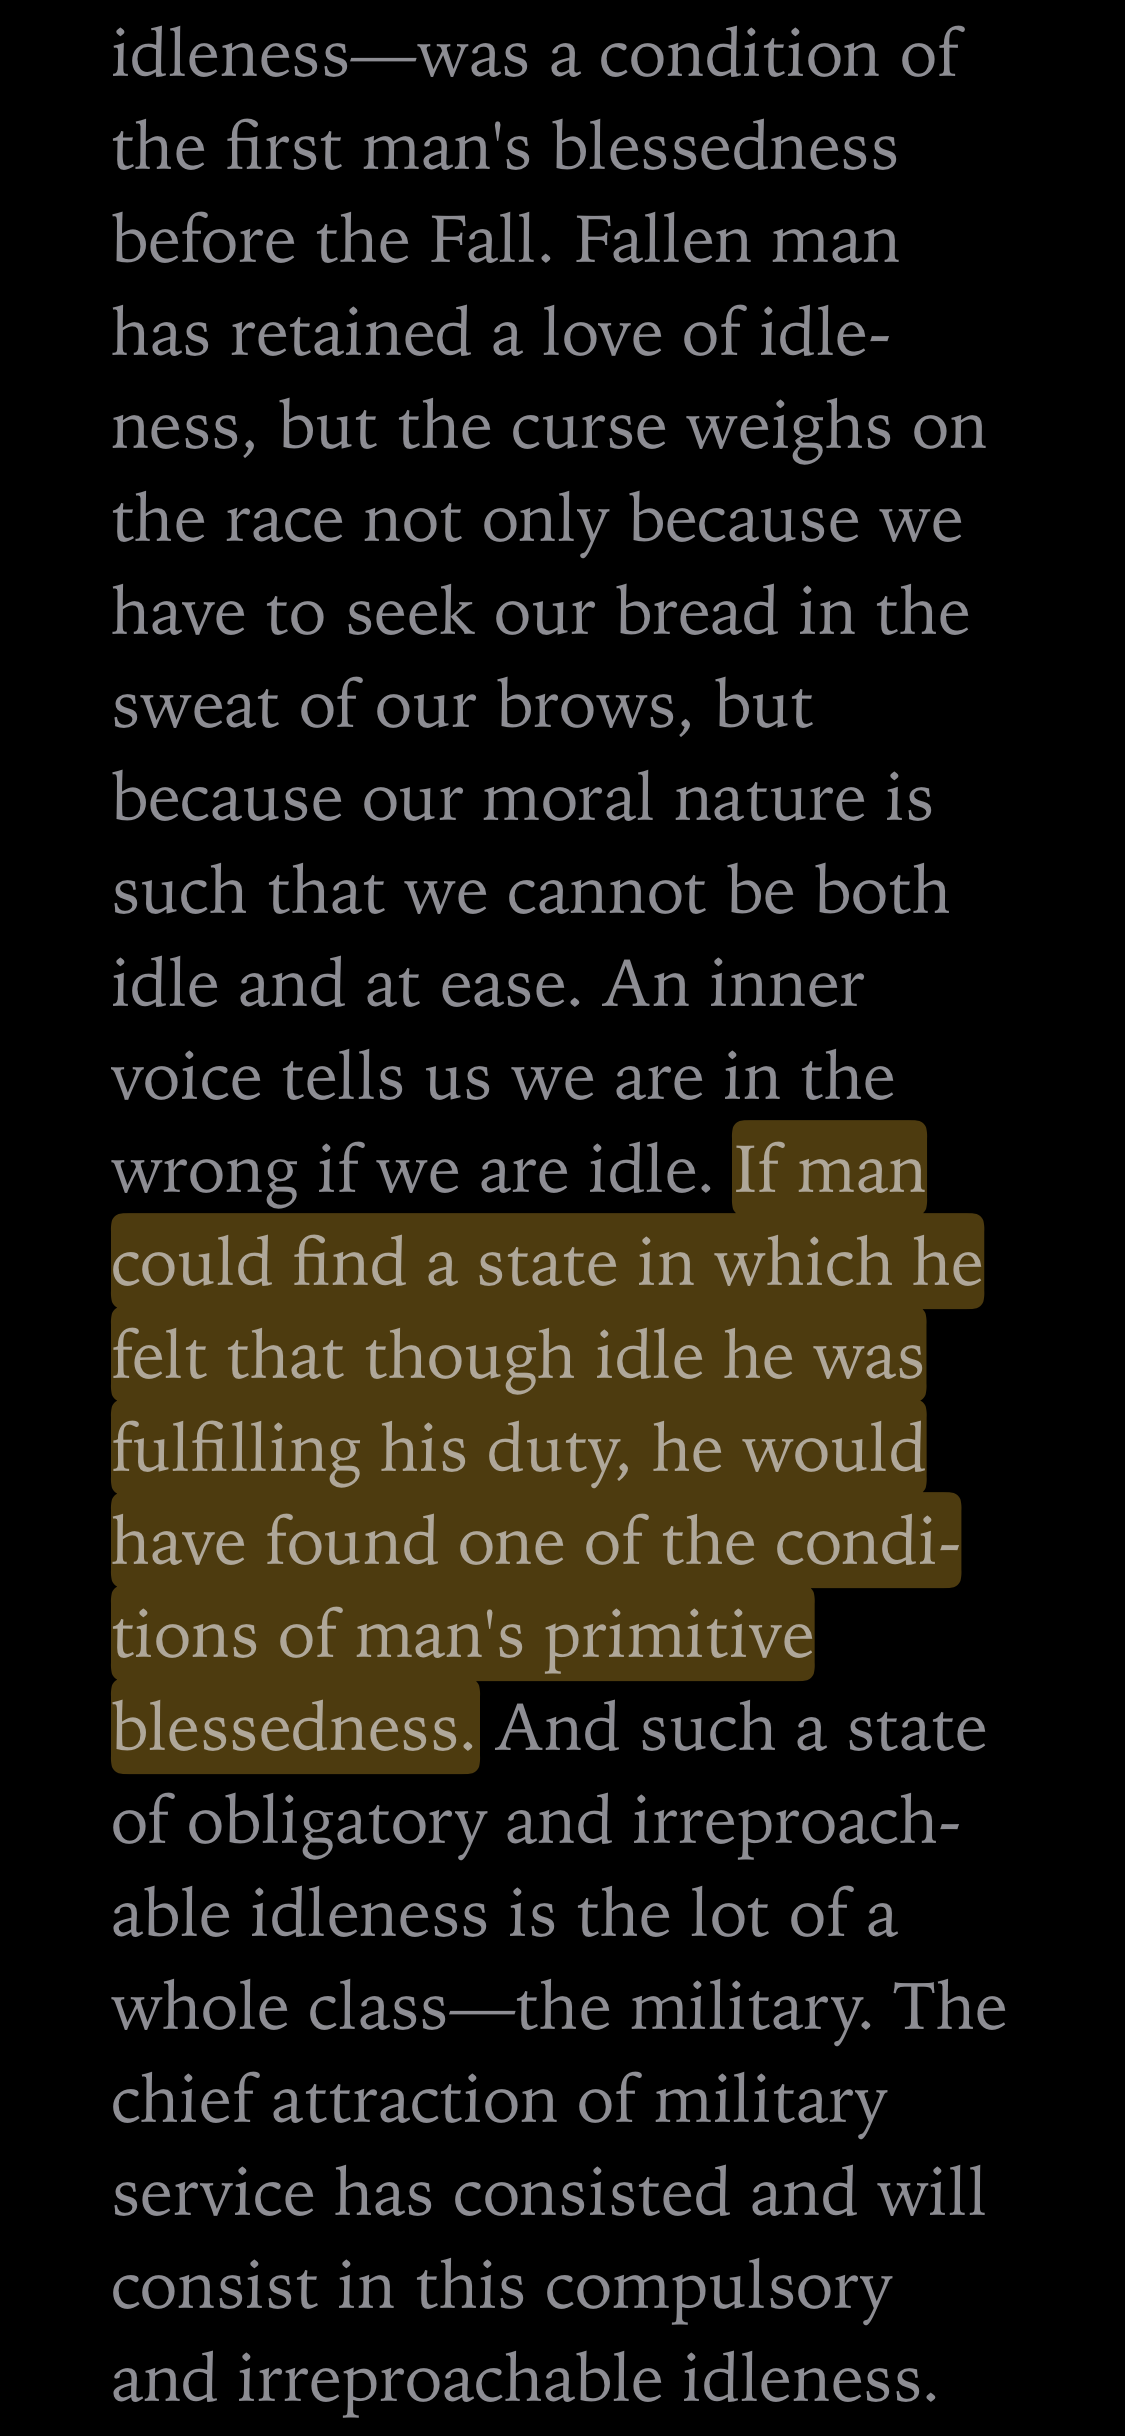 idleness—was a condition of
the first man's blessedness
before the Fall. Fallen man
has retained a love of idle-
ness, but the curse weighs on
the race not only because we
have to seek our bread in the
sweat of our brows, but
because our moral nature is
such that we cannot be both
idle and at ease. An inner
voice tells us we are in the
wrong if we are idle. If man
could find a state in which he
felt that though idle he was
fulfilling his duty, he would
have found one of the condi-
tions of man's primitive
blessedness. And such a state
of obligatory and irreproach-
able idleness is the lot of a
whole class—the military. The
chief attraction of military
service has consisted and will
consist in this compulsory
and irreproachable idleness.